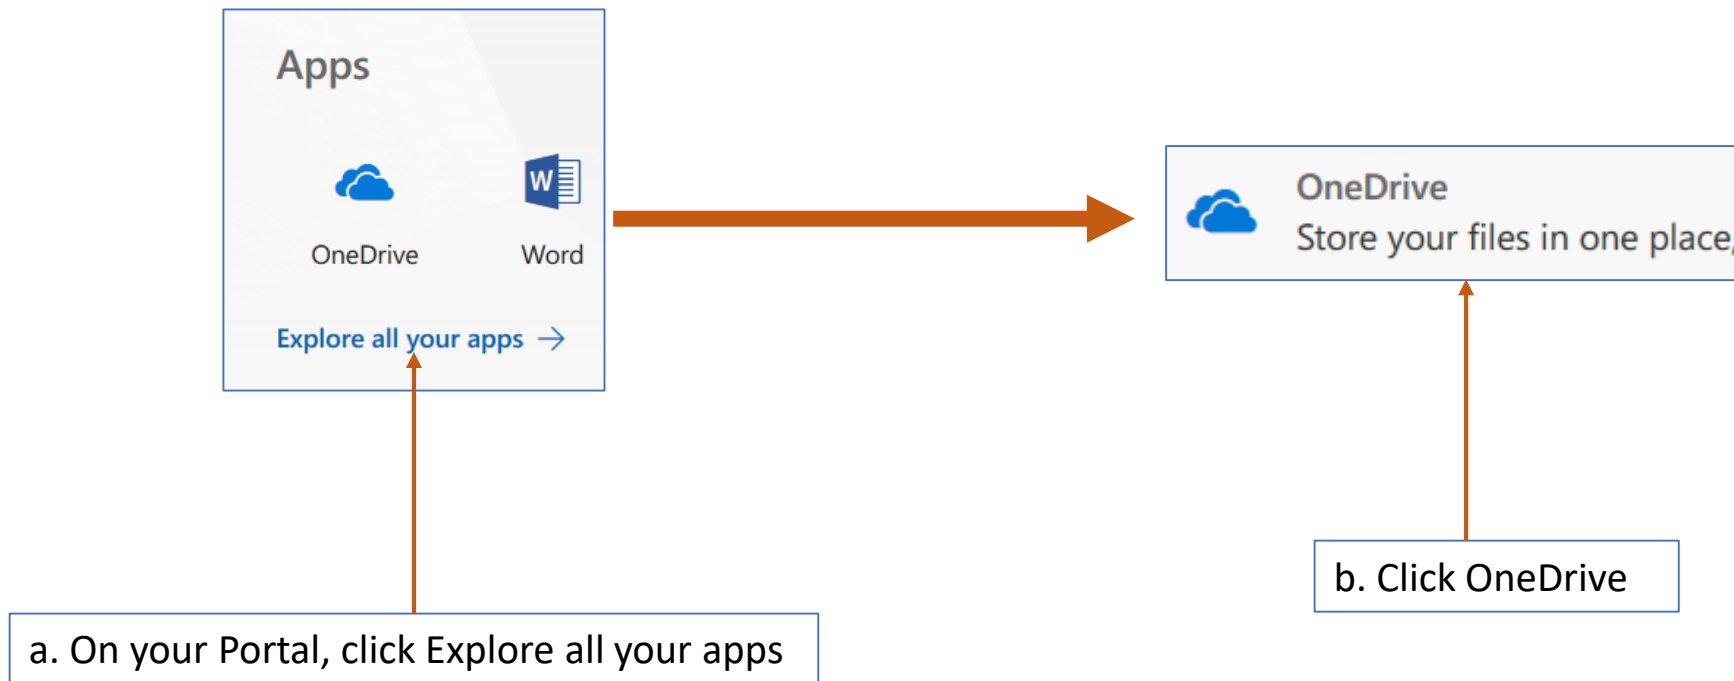 Apps
W
OneDrive
Word
Explore all your apps →
OneDrive
Store your files in one place,
b. Click OneDrive
a. On your Portal, click Explore all your apps